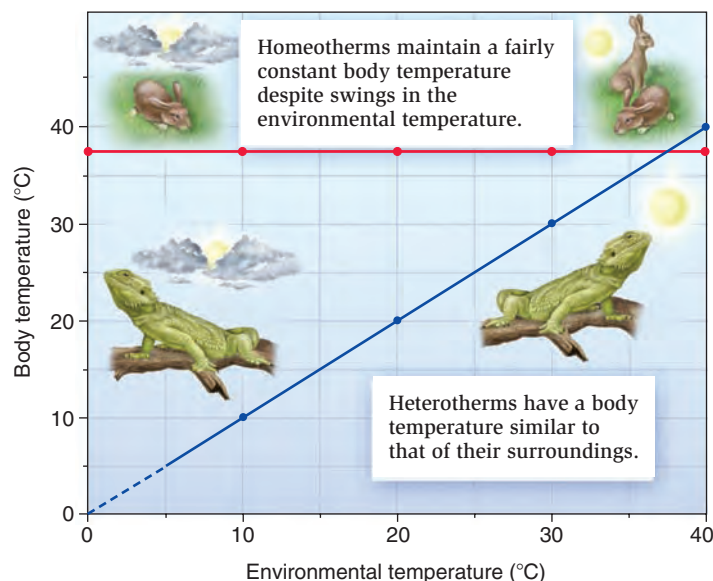 Homeotherms maintain a fairly
constant body temperature
despite swings in the
environmental temperature.
Body temperature (°C)
40
30
20
10
0
Heterotherms have a body
temperature similar to
that of their surroundings.
0
10
20
30
40
Environmental temperature (°C)